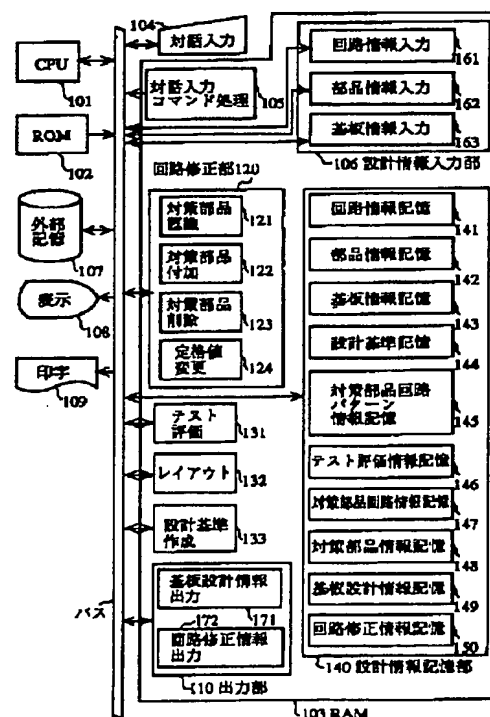 104
対話入力
CPU
101
対話入力
コマンド処理
105
ROM
102
回路情報入力
161
部品情報入力
162
基板情報入力
163
106 設計情報入力部
外部
記憶
107
表示
108
印字
109
回路修正部120
対策部品
認識
121
対策部品
付加
122
対策部品
削除
123
定格値
変更
124
テスト
評価
131
レイアウト
132
設計基準
作成
133
基板設計情報
出力
171
172
回路修正情報
出力
110 出力部
バス
回路情報記憶
141
部品情報記憶
142
基板情報記憶
143
設計基準記憶
144
対策部品回路
パターン
情報記憶
145
テスト評価情報記憶
146
対策部品回路情報記憶
147
対策部品情報記憶
148
基板設計情報記憶
149
回路修正情報記憶
150
140 設計情報記憶部
103 RAM